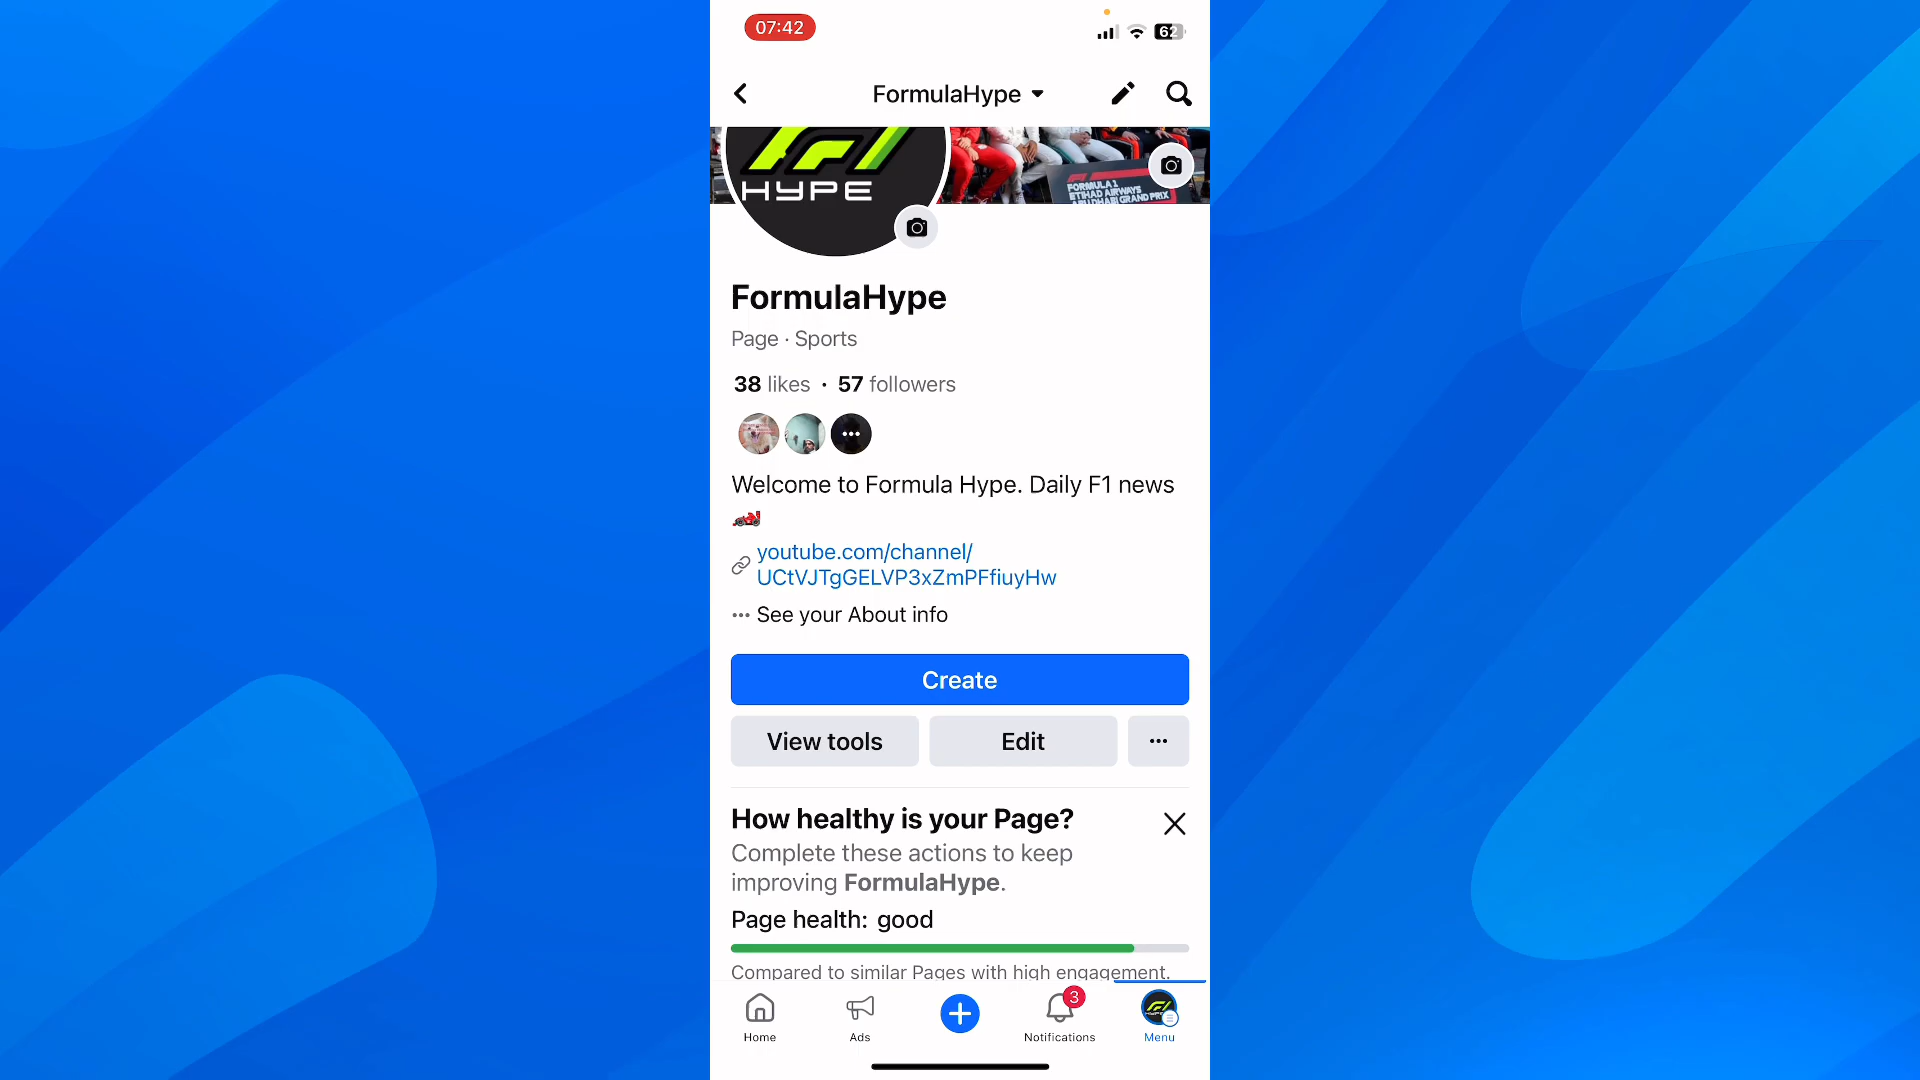 07:42
62
FormulaHype
HYPE
FORMULA 1
ETIHAD AIRWAYS
ABU DHABI GRAND PRIX
FormulaHype
Page · Sports
38 likes · 57 followers
Welcome to Formula Hype. Daily F1 news
youtube.com/channel/
UCtVJTgGELVP3xZmPFfiuyHw
See your About info
Create
View tools
Edit
How healthy is your Page?
Complete these actions to keep
improving FormulaHype.
Page health: good
Compared to similar Pages with high engagement.
3
Home
Ads
Notifications
Menu